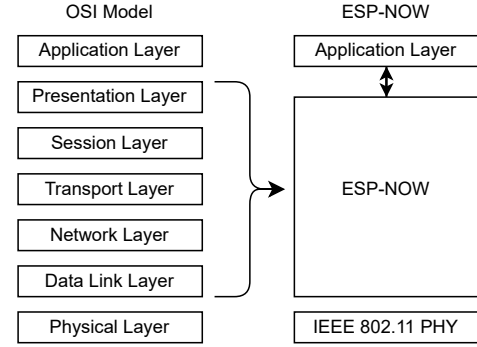 OSI Model
Application Layer
Presentation Layer
Session Layer
Transport Layer
Network Layer
Data Link Layer
Physical Layer
ESP-NOW
Application Layer
ESP-NOW
IEEE 802.11 PHY